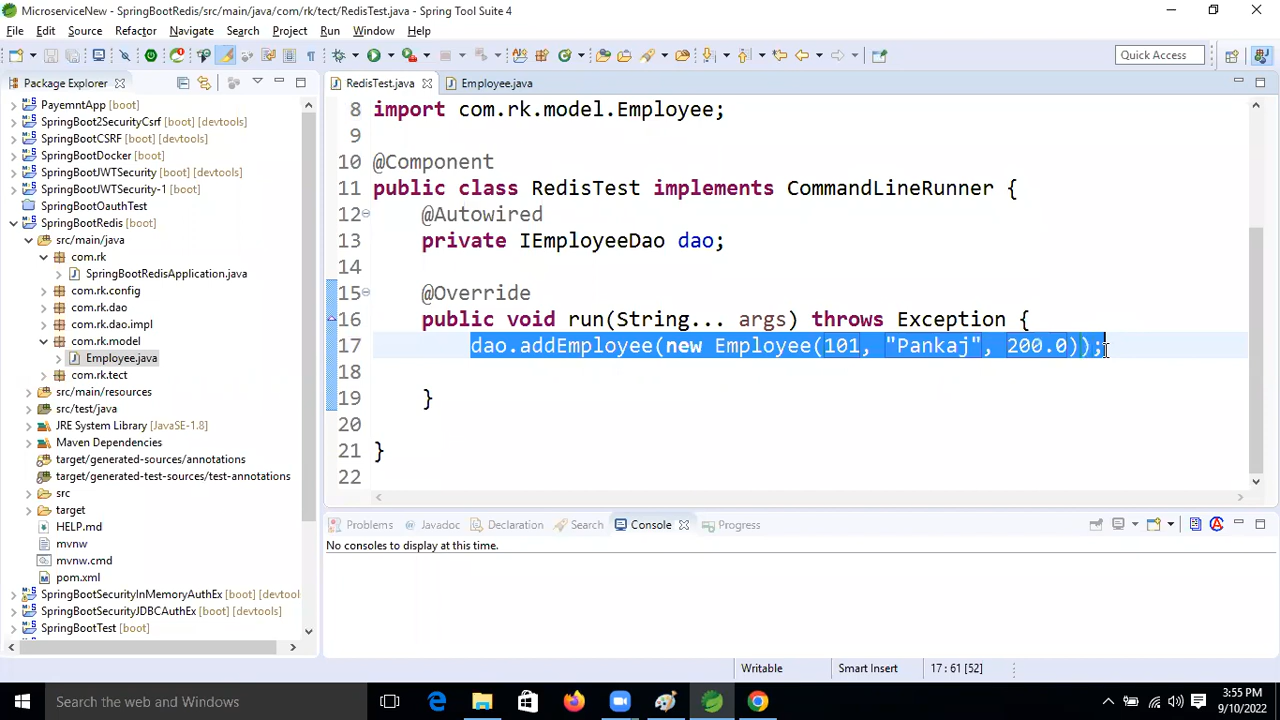 MicroserviceNew - SpringBootRedis/src/main/java/com/rk/tect/RedisTest.java - Spring Tool Suite 4
File Edit Source Refactor Navigate Search Project Run Window Help
Quick Access
Package Explorer
PayemntApp [boot]
SpringBoot2SecurityCsrf [boot] [devtools]
SpringBootCSRF [boot] [devtools]
SpringBootDocker [boot]
SpringBootJWTSecurity [boot] [devtools]
SpringBootJWTSecurity-1 [boot]
SpringBootOauthTest
SpringBootRedis [boot]
src/main/java
com.rk
SpringBootRedisApplication.java
com.rk.config
com.rk.dao
com.rk.dao.impl
com.rk.model
Employee.java
com.rk.tect
src/main/resources
src/test/java
JRE System Library [JavaSE-1.8]
Maven Dependencies
target/generated-sources/annotations
target/generated-test-sources/test-annotations
src
target
HELP.md
mvnw
mvnw.cmd
pom.xml
SpringBootSecurityInMemoryAuthEx [boot] [devtools]
SpringBootSecurityJDBCAuthEx [boot] [devtools]
SpringBootTest [boot]
RedisTest.java Employee.java
8 import com.rk.model.Employee;
9
10 @Component
11 public class RedisTest implements CommandLineRunner {
12 @Autowired
13 private IEmployeeDao dao;
14
15 @Override
16 public void run(String... args) throws Exception {
17 dao.addEmployee(new Employee(101, "Pankaj", 200.0));
18
19 }
20
21 }
22
Problems Javadoc Declaration Search Console Progress
No consoles to display at this time.
Writable Smart Insert 17 : 61 [52]
Search the web and Windows
3:55 PM
9/10/2022